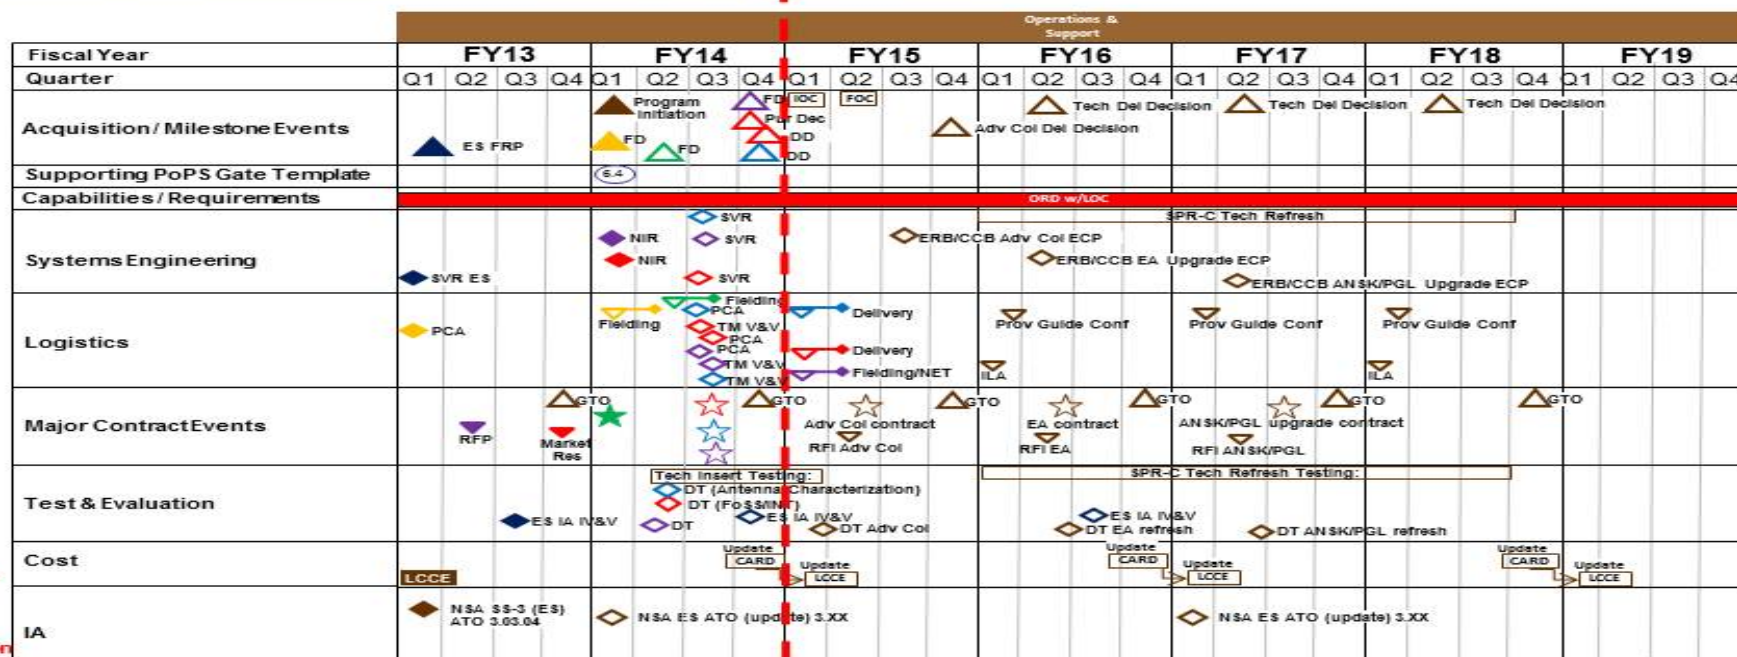 Operations &
Support
Fiscal Year FY13 FY14 FY15 FY16 FY17 FY18 FY19
Quarter Q1 Q2 Q3 Q4 Q1 Q2 Q3 Q4 Q1 Q2 Q3 Q4 Q1 Q2 Q3 Q4 Q1 Q2 Q3 Q4 Q1 Q2 Q3 Q4 Q1 Q2 Q3 Q4
Acquisition / Milestone Events
Program
Initiation
FD
IOC
FOC
Tech Del Decision
Tech Del Decision
Tech Del Decision
Pur Dec
Adv Col Del Decision
ES FRP
FD
FD
DD
DD
Supporting PoPS Gate Template
6.4
Capabilities / Requirements
ORD w/LOC
Systems Engineering
SVR
SPR-C Tech Refresh
NIR
SVR
ERB/CCB Adv Col ECP
NIR
ERB/CCB EA Upgrade ECP
SVR ES
SVR
ERB/CCB ANSK/PGL Upgrade ECP
Logistics
Fielding
PCA
Delivery
Fielding
TM V&V
Prov Guide Conf
Prov Guide Conf
Prov Guide Conf
PCA
PCA
PCA
Delivery
TM V&V
Fielding/NET
ILA
ILA
TM V&V
Major Contract Events
GTO
GTO
GTO
GTO
GTO
GTO
RFP
Market
Res
Adv Col contract
EA contract
ANSK/PGL upgrade contract
RFI Adv Col
RFI EA
RFI ANSK/PGL
Test & Evaluation
Tech Insert Testing:
SPR-C Tech Refresh Testing:
DT (Antenna Characterization)
DT (FoSS/INT)
ES IA IV&V
DT
ES IA IV&V
DT Adv Col
ES IA IV&V
DT EA refresh
DT ANSK/PGL refresh
Cost
LCCE
Update
CARD
Update
LCCE
Update
CARD
Update
LCCE
Update
CARD
Update
LCCE
IA
NSA SS-3 (ES)
ATO 3.03.04
NSA ES ATO (update) 3.XX
NSA ES ATO (update) 3.XX